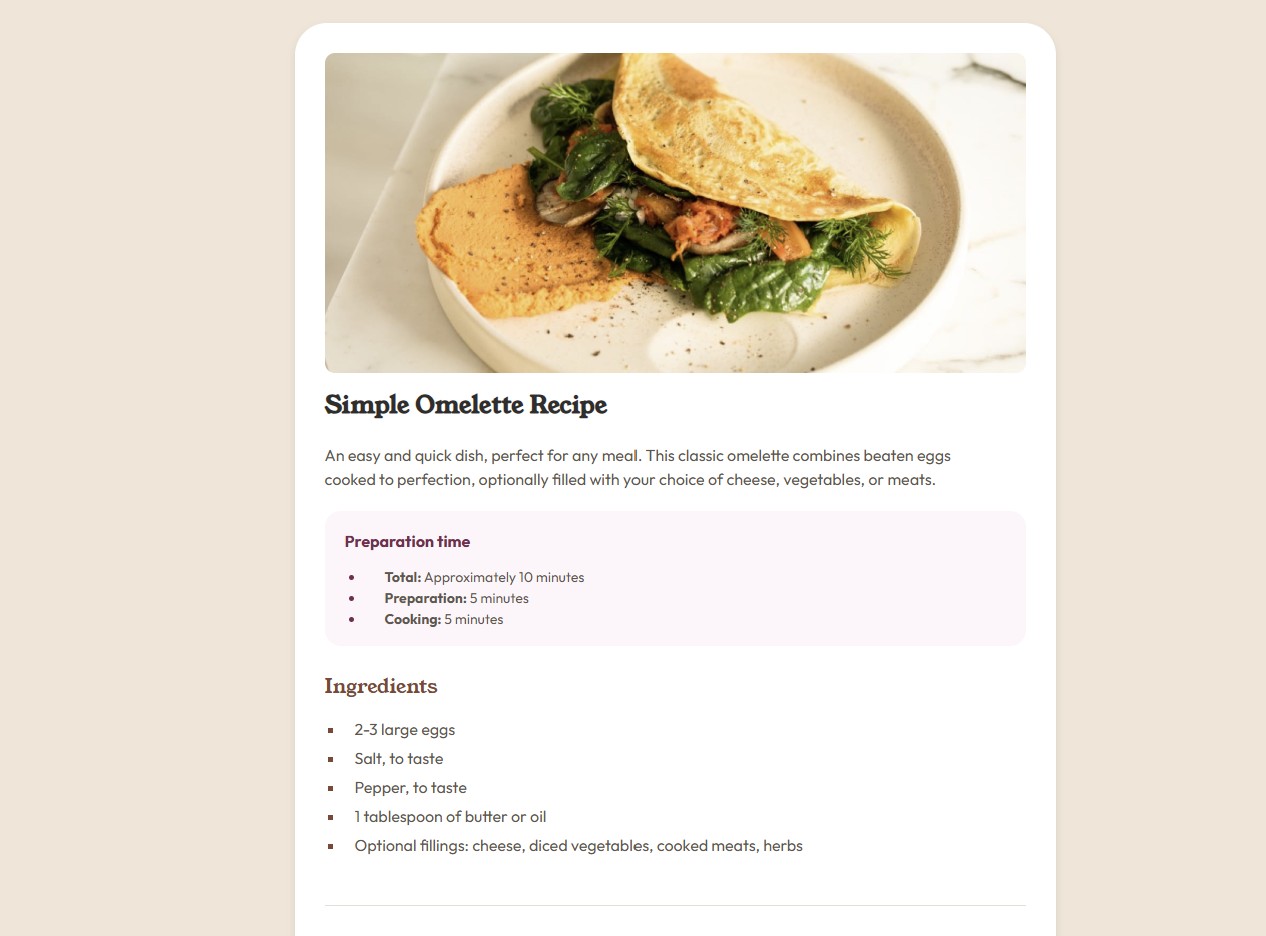 Simple Omelette Recipe
An easy and quick dish, perfect for any meal. This classic omelette combines beaten eggs
cooked to perfection, optionally filled with your choice of cheese, vegetables, or meats.
Preparation time
• Total: Approximately 10 minutes
• Preparation: 5 minutes
• Cooking: 5 minutes
Ingredients
▪ 2-3 large eggs
▪ Salt, to taste
▪ Pepper, to taste
▪ 1 tablespoon of butter or oil
▪ Optional fillings: cheese, diced vegetables, cooked meats, herbs